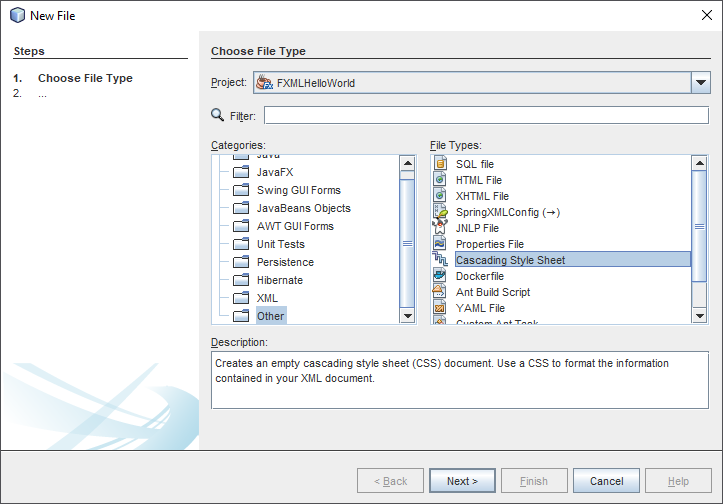 New File
Steps
1. Choose File Type
2. ...
Choose File Type
Project: FXMLHelloWorld
Filter:
Categories:
Java
JavaFX
Swing GUI Forms
JavaBeans Objects
AWT GUI Forms
Unit Tests
Persistence
Hibernate
XML
Other
File Types:
SQL file
HTML File
XHTML File
SpringXMLConfig (→)
JNLP File
Properties File
Cascading Style Sheet
Dockerfile
Ant Build Script
YAML File
Custom Ant Task
Description:
Creates an empty cascading style sheet (CSS) document. Use a CSS to format the information
contained in your XML document.
< Back
Next >
Finish
Cancel
Help